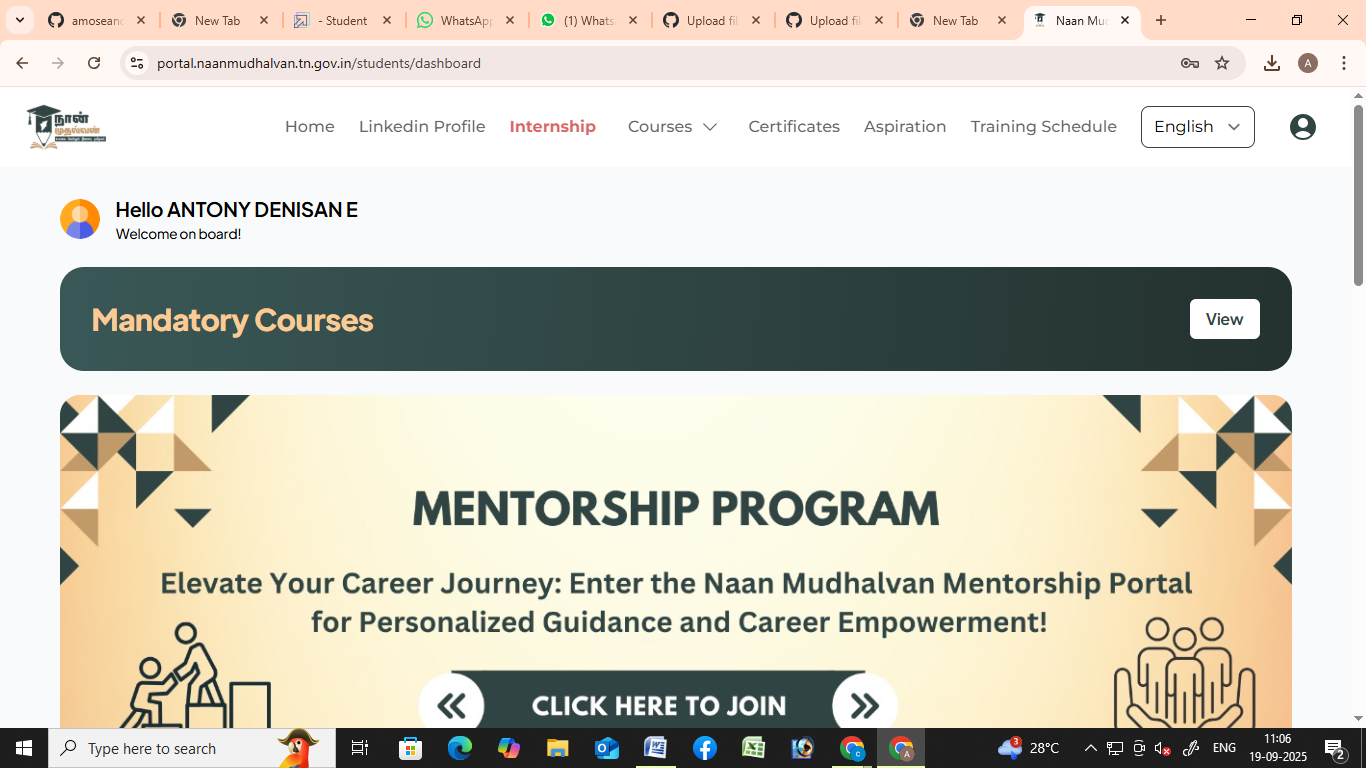 amosean
New Tab
- Student
WhatsApp
(1) Whats
Upload fil
Upload fil
New Tab
Naan Mud
portal.naanmudhalvan.tn.gov.in/students/dashboard
A
நான்
முதல்வன்
Home Linkedin Profile Internship Courses Certificates Aspiration Training Schedule English
Hello ANTONY DENISAN E
Welcome on board!
Mandatory Courses
View
MENTORSHIP PROGRAM
Elevate Your Career Journey: Enter the Naan Mudhalvan Mentorship Portal
for Personalized Guidance and Career Empowerment!
CLICK HERE TO JOIN
Type here to search
3
28°C
ENG
11:06
19-09-2025
2